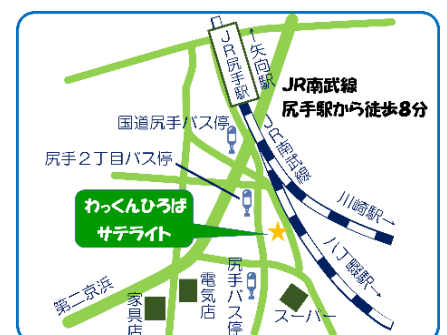 JR尻手駅
↑矢向駅
JR南武線
尻手駅から徒歩8分
国道尻手バス停
JR南武線
尻手2丁目バス停
わっくんひろば
サテライト
川崎駅→
八丁畷駅→
第二京浜
家具店
電気店
尻手バス停
スーパー